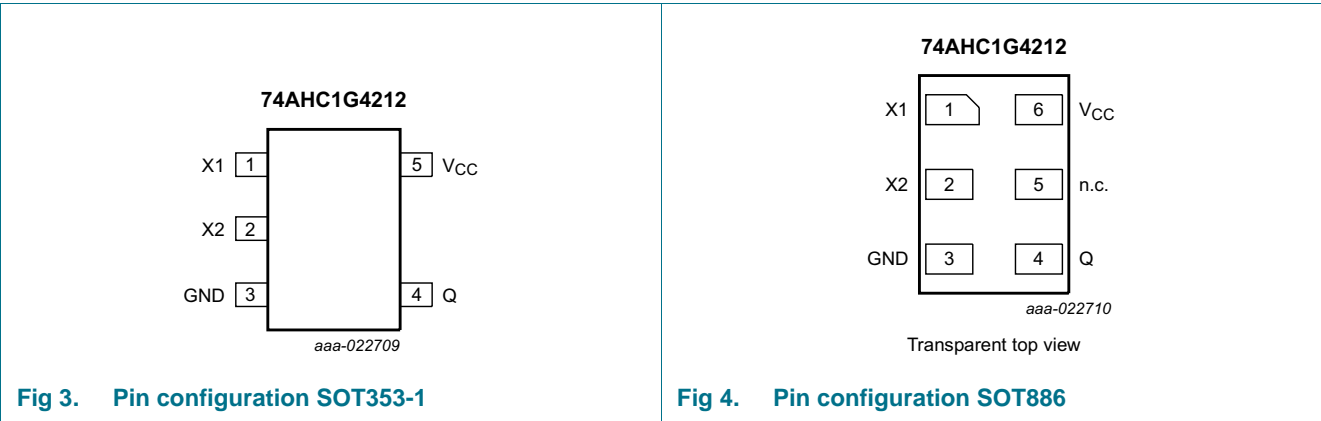 74AHC1G4212
X1 1 5 VCC
X2 2
GND 3 4 Q
aaa-022709
Fig 3. Pin configuration SOT353-1
74AHC1G4212
X1 1 6 VCC
X2 2 5 n.c.
GND 3 4 Q
aaa-022710
Transparent top view
Fig 4. Pin configuration SOT886